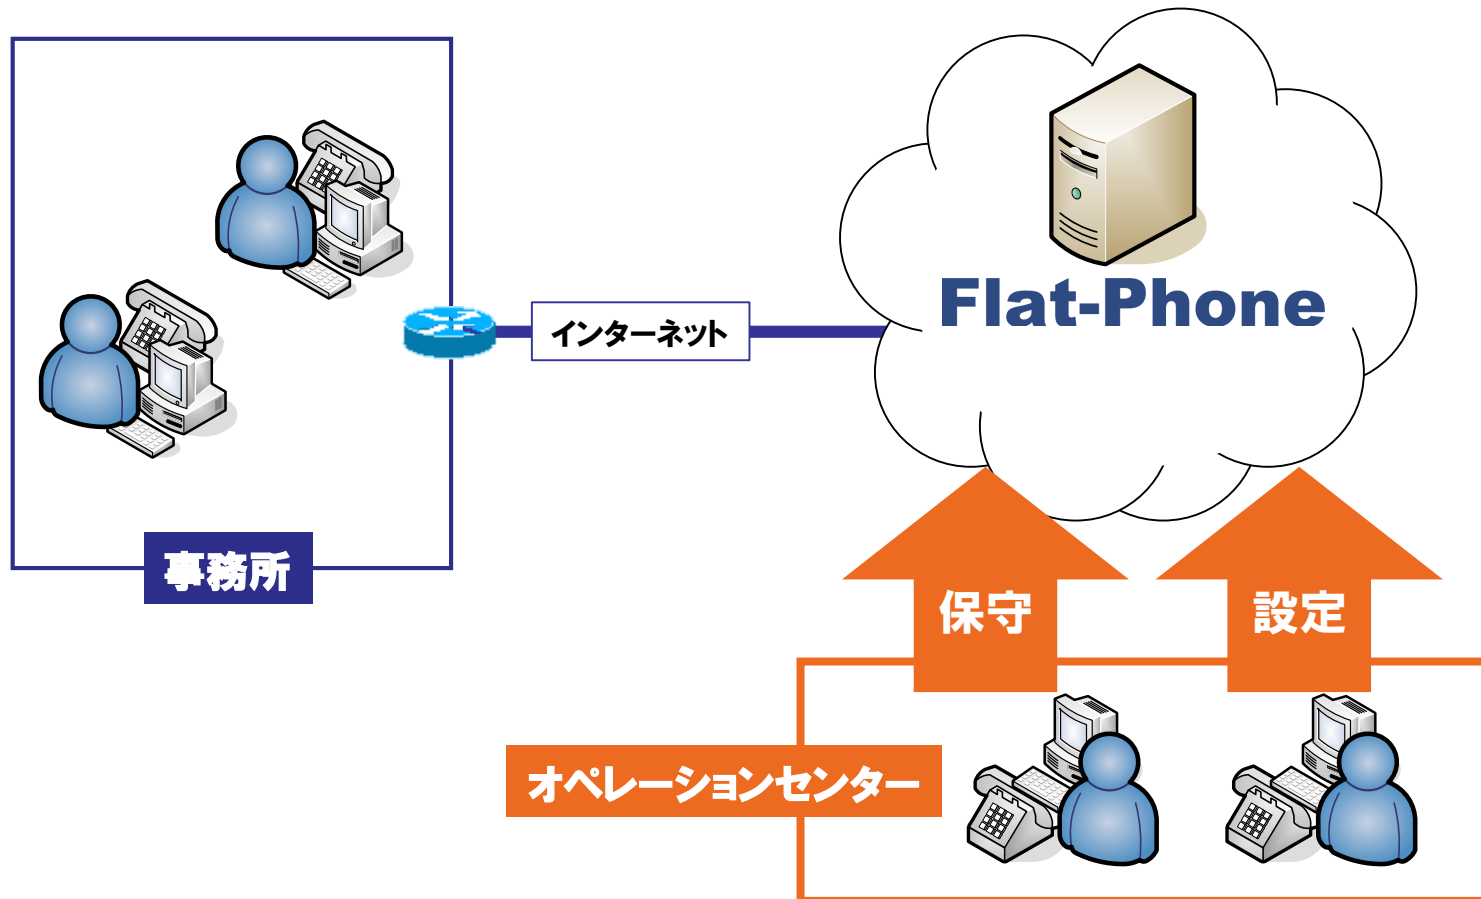 Flat-Phone
インターネット
事務所
保守
設定
オペレーションセンター